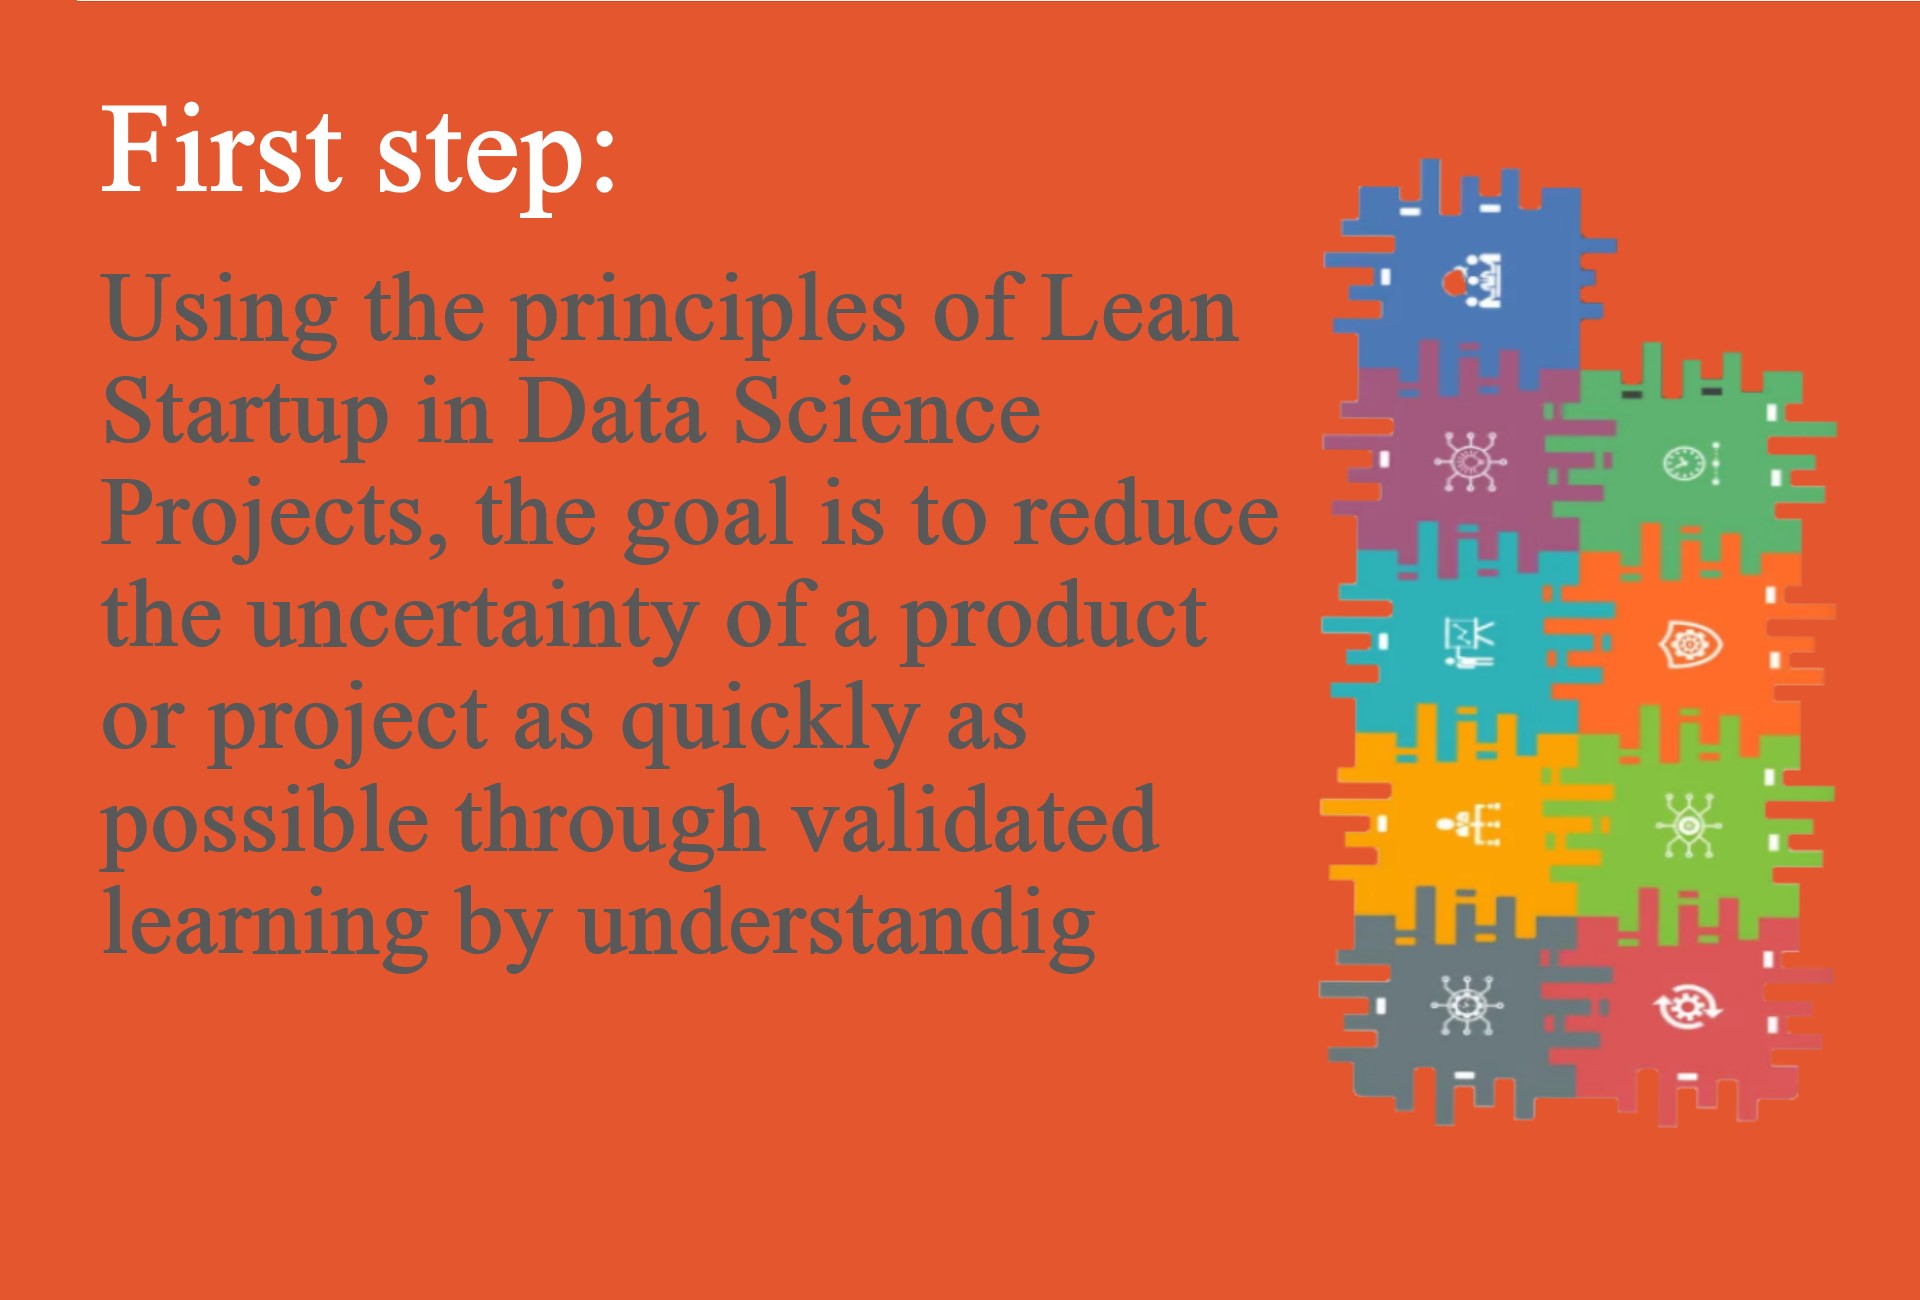 First step:
Using the principles of Lean
Startup in Data Science
Projects, the goal is to reduce
the uncertainty of a product
or project as quickly as
possible through validated
learning by understandig